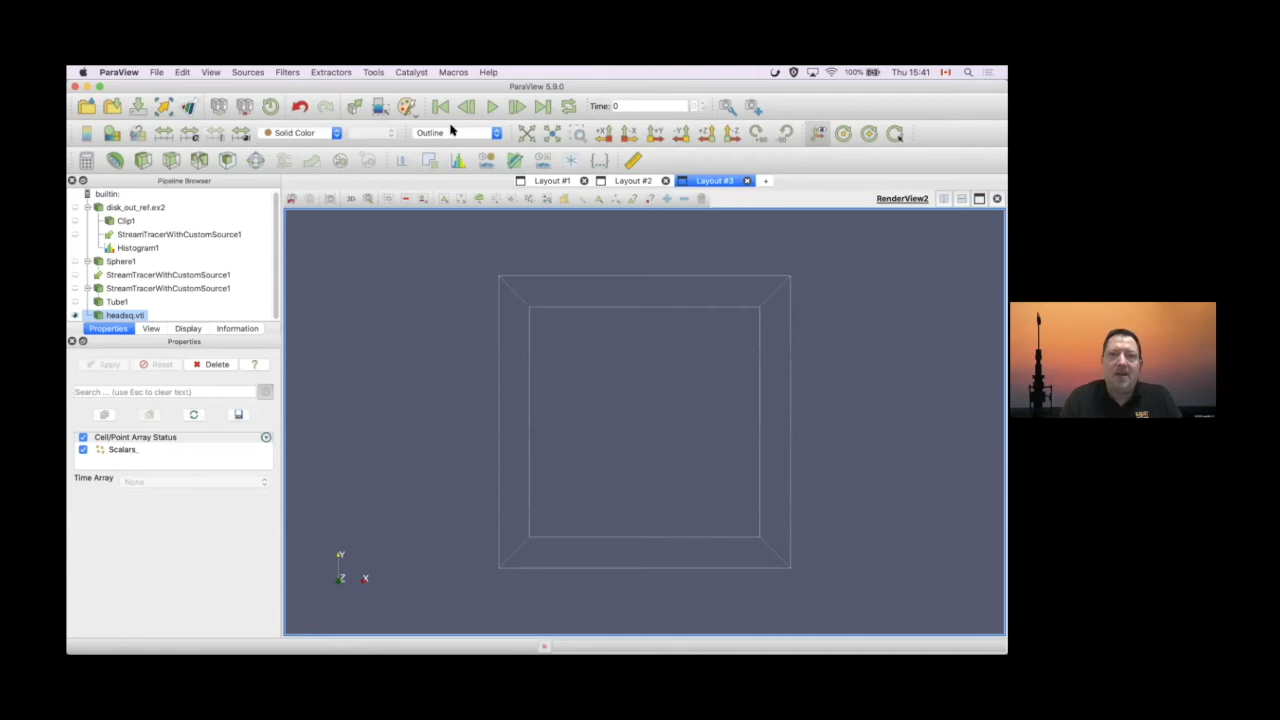 ParaView File Edit View Sources Filters Extractors Tools Catalyst Macros Help 100% Thu 15:41
ParaView 5.9.0
Time: 0
Solid Color Outline
+X -X +Y -Y +Z -Z +90 -90
Pipeline Browser Layout #1 Layout #2 Layout #3 +
builtin:
3D RenderView2
disk_out_ref.ex2
Clip1
StreamTracerWithCustomSource1
Histogram1
Sphere1
StreamTracerWithCustomSource1
StreamTracerWithCustomSource1
Tube1
headsq.vti
Properties View Display Information
Properties
Apply Reset Delete ?
Search ... (use Esc to clear text)
Cell/Point Array Status
Scalars_
Time Array None
Y
Z X